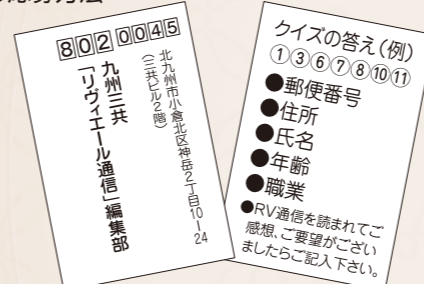 8020045
北九州市小倉北区神岳2丁目10-24
(三共ビル2階)
九州三共
「リヴィエール通信」編集部
クイズの答え(例)
①③⑥⑦⑧⑩⑪
●郵便番号
●住所
●氏名
●年齢
●職業
●RV通信を読まれてご
感想、ご要望がござい
ましたらご記入下さい。